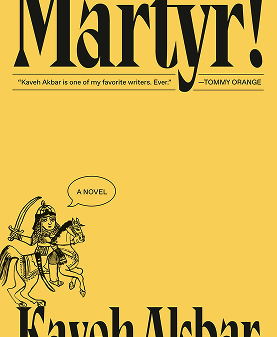 Martyr!
“Kaveh Akbar is one of my favorite writers. Ever.” —TOMMY ORANGE
A NOVEL
Kaveh Akbar